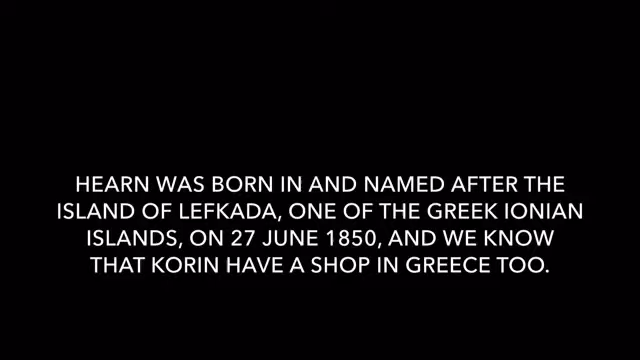 HEARN WAS BORN IN AND NAMED AFTER THE
ISLAND OF LEFKADA, ONE OF THE GREEK IONIAN
ISLANDS, ON 27 JUNE 1850, AND WE KNOW
THAT KORIN HAVE A SHOP IN GREECE TOO.